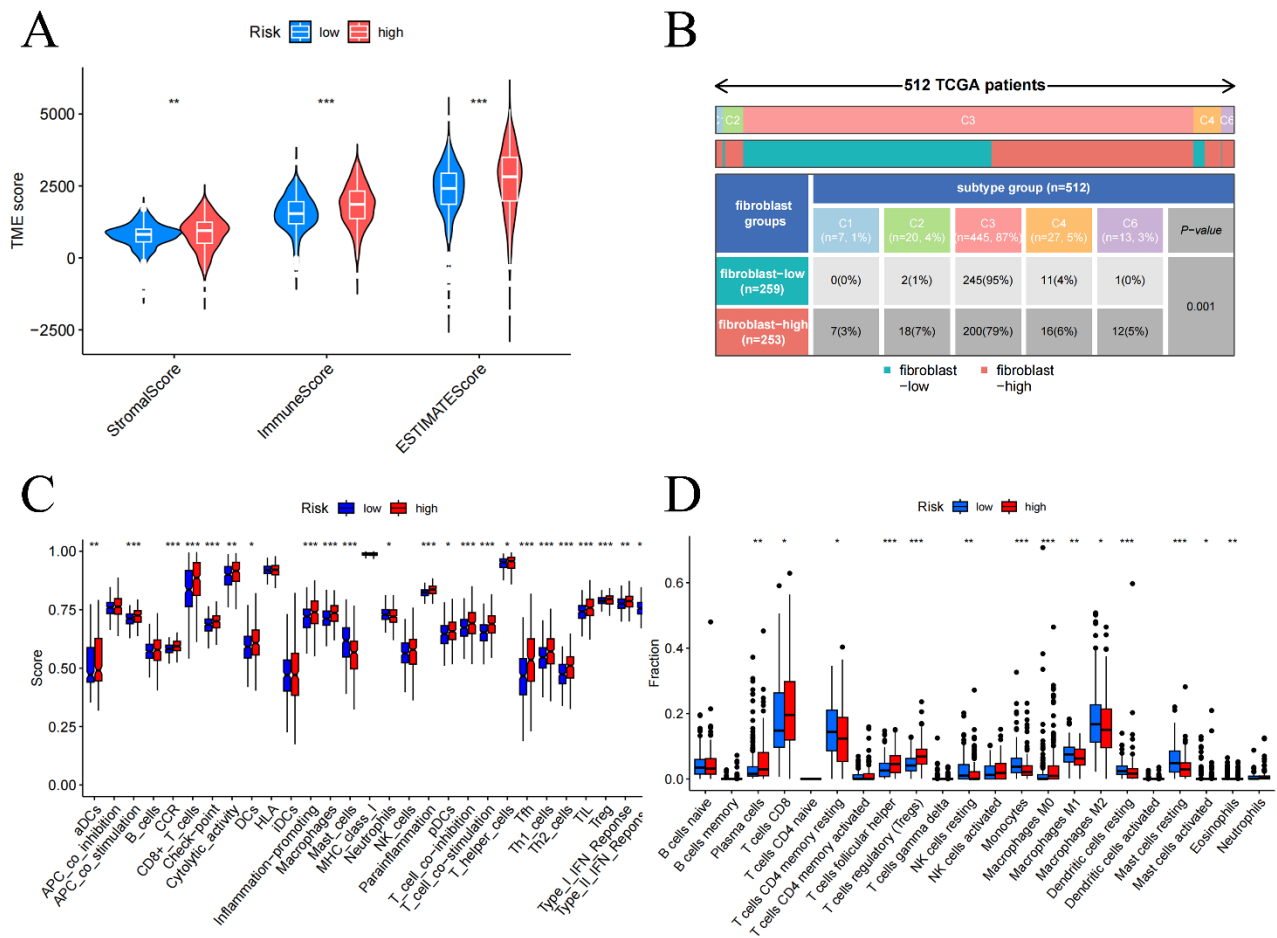 A
Risk low high
TME score
5000
2500
0
−2500
** *** ***
StromalScore
ImmuneScore
ESTIMATEScore
B
512 TCGA patients
C2 C3 C4 C6
fibroblast groups
subtype group (n=512)
C1 (n=7, 1%)
C2 (n=20, 4%)
C3 (n=445, 87%)
C4 (n=27, 5%)
C6 (n=13, 3%)
P-value
fibroblast−low (n=259)
0(0%) 2(1%) 245(95%) 11(4%) 1(0%)
0.001
fibroblast−high (n=253)
7(3%) 18(7%) 200(79%) 16(6%) 12(5%)
fibroblast −low
fibroblast −high
C
Risk low high
Score
1.00
0.75
0.50
0.25
0.00
** *** *** *** *** ** * *** *** *** * *** * *** *** * *** *** *** *** *** ** *
aDCs
APC_co_inhibition
APC_co_stimulation
B_cells
CCR
CD8+_T_cells
Check-point
Cytolytic_activity
DCs
HLA
iDCs
Inflammation-promoting
Macrophages
Mast_cells
MHC_class_I
Neutrophils
NK_cells
Parainflammation
pDCs
T_cell_co-inhibition
T_cell_co-stimulation
T_helper_cells
Tfh
Th1_cells
Th2_cells
TIL
Treg
Type_I_IFN_Response
Type_II_IFN_Respons
D
Risk low high
Fraction
0.6
0.4
0.2
0.0
** * * *** *** ** *** *** ** * *** *** * **
B cells naive
B cells memory
Plasma cells
T cells CD8
T cells CD4 naive
T cells CD4 memory resting
T cells CD4 memory activated
T cells follicular helper
T cells regulatory (Tregs)
T cells gamma delta
NK cells resting
NK cells activated
Monocytes
Macrophages M0
Macrophages M1
Macrophages M2
Dendritic cells resting
Dendritic cells activated
Mast cells resting
Mast cells activated
Eosinophils
Neutrophils